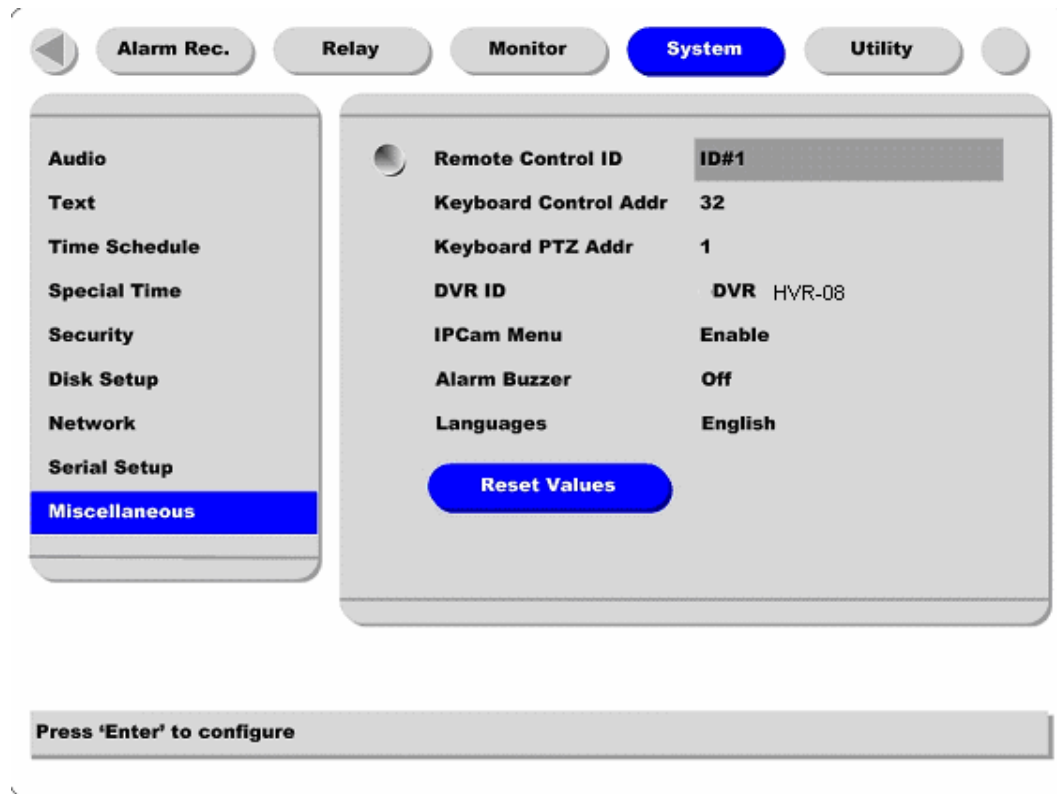 Alarm Rec. Relay Monitor System Utility
Audio
Text
Time Schedule
Special Time
Security
Disk Setup
Network
Serial Setup
Miscellaneous
Remote Control ID ID#1
Keyboard Control Addr 32
Keyboard PTZ Addr 1
DVR ID DVR HVR-08
IPCam Menu Enable
Alarm Buzzer Off
Languages English
Reset Values
Press ‘Enter’ to configure